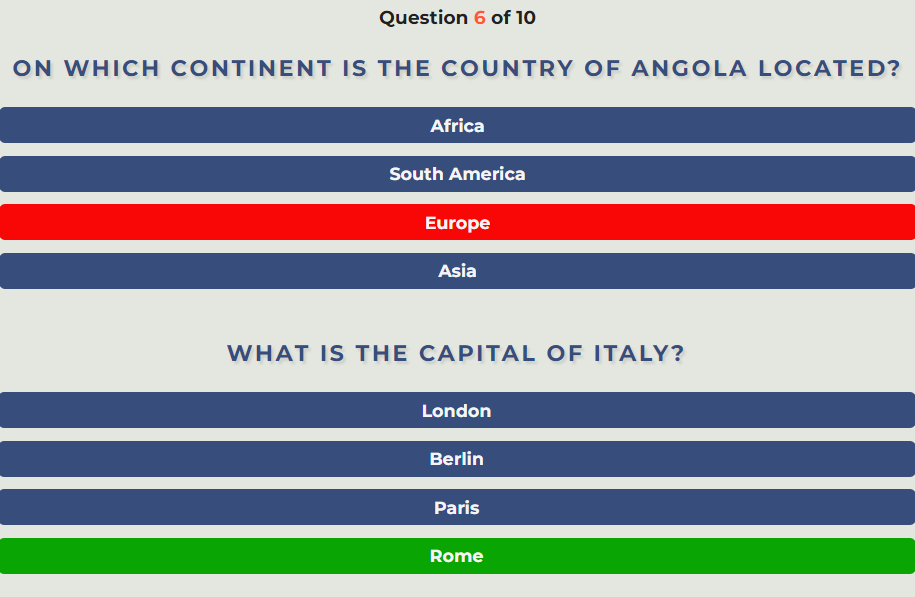 Question 6 of 10
ON WHICH CONTINENT IS THE COUNTRY OF ANGOLA LOCATED?
Africa
South America
Europe
Asia
WHAT IS THE CAPITAL OF ITALY?
London
Berlin
Paris
Rome